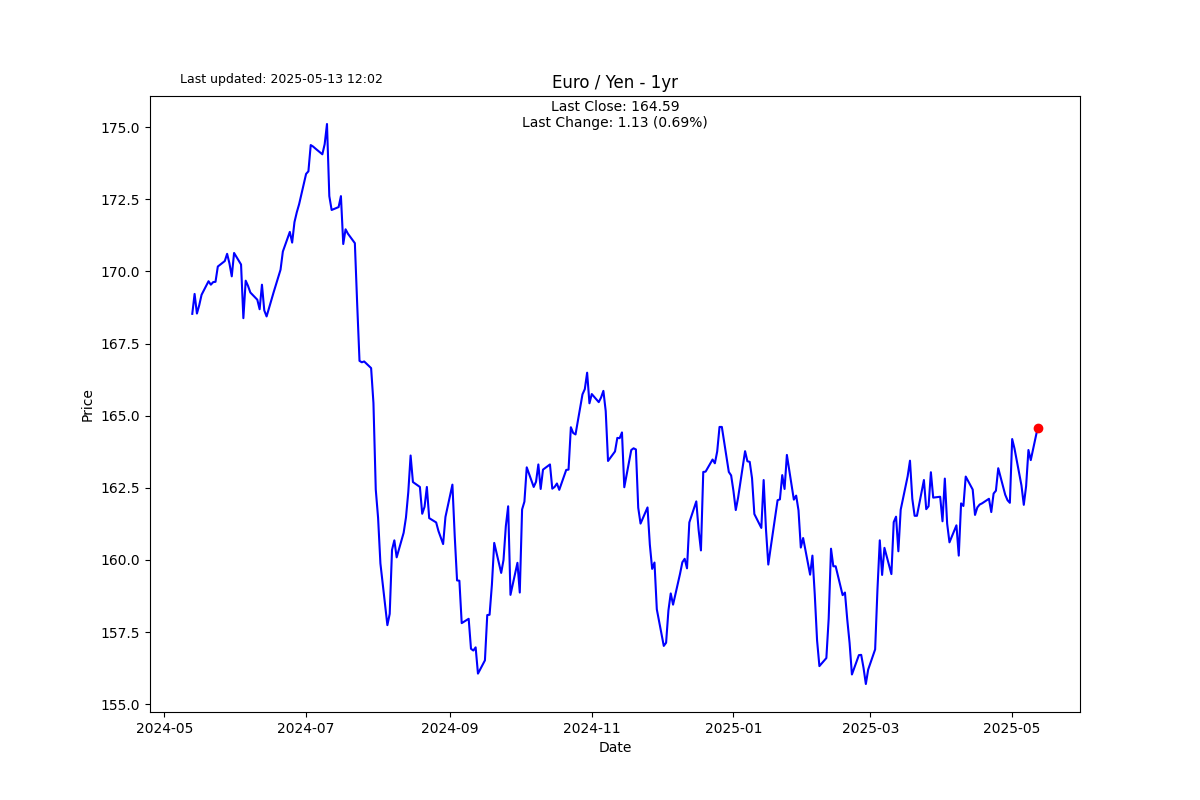 Last updated: 2025-05-13 12:02
Euro / Yen - 1yr
Last Close: 164.59
Last Change: 1.13 (0.69%)
175.0
172.5
170.0
167.5
165.0
162.5
160.0
157.5
155.0
Price
2024-05 2024-07 2024-09 2024-11 2025-01 2025-03 2025-05
Date